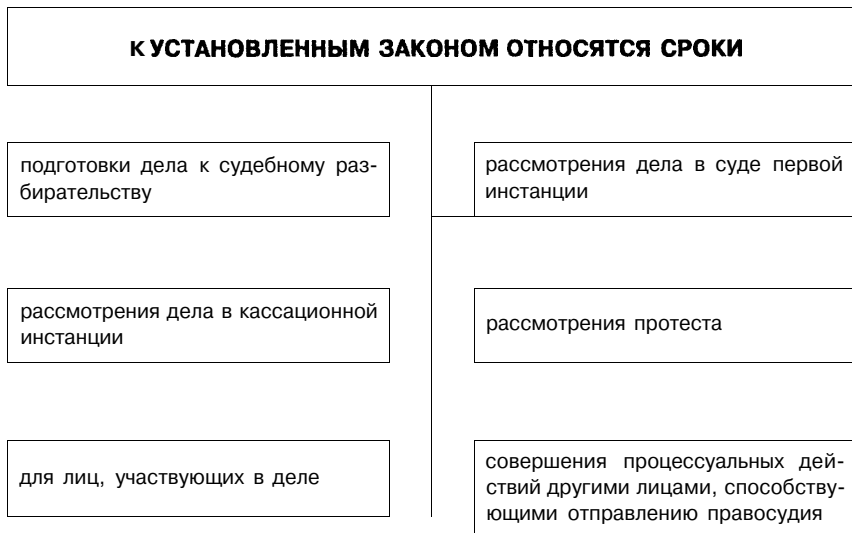 К УСТАНОВЛЕННЫМ ЗАКОНОМ ОТНОСЯТСЯ СРОКИ
подготовки дела к судебному раз-
бирательству
рассмотрения дела в суде первой
инстанции
рассмотрения дела в кассационной
инстанции
рассмотрения протеста
для лиц, участвующих в деле
совершения процессуальных дей-
ствий другими лицами, способству-
ющими отправлению правосудия